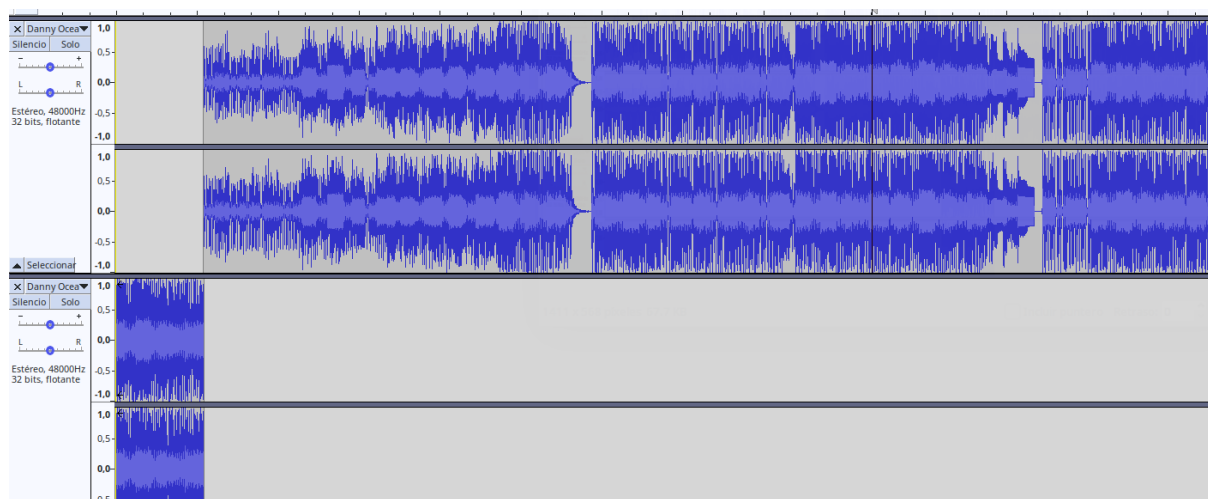 × Danny Ocea▼
Silencio Solo
- +
L R
Estéreo, 48000Hz
32 bits, flotante
▲ Seleccionar
1,0
0,5-
0,0-
-0,5-
-1,0
1,0
0,5-
0,0-
-0,5-
-1,0
× Danny Ocea▼
Silencio Solo
- +
L R
Estéreo, 48000Hz
32 bits, flotante
1,0
0,5-
0,0-
-0,5-
-1,0
1,0
0,5-
0,0-
-0,5